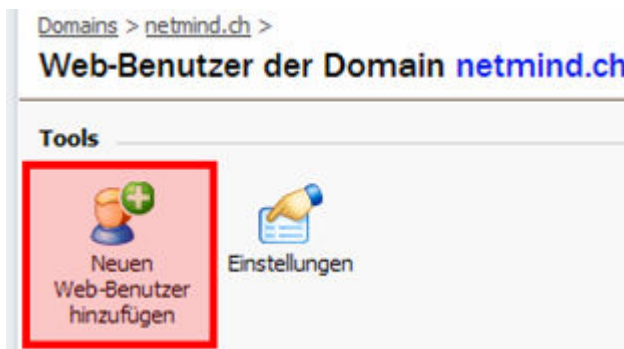 Domains > netmind.ch >
Web-Benutzer der Domain netmind.ch
Tools
Neuen
Web-Benutzer
hinzufügen
Einstellungen